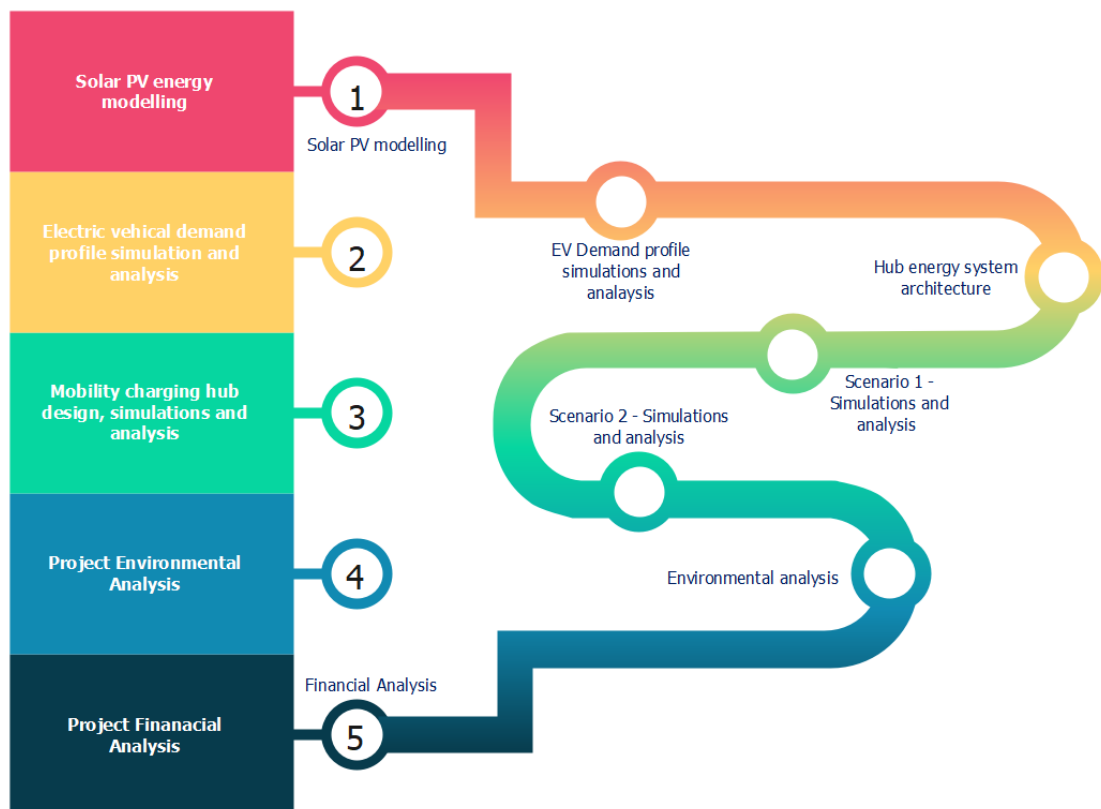 Solar PV energy
modelling
1
Solar PV modelling
Electric vehical demand
profile simulation and
analysis
2
EV Demand profile
simulations and
analaysis
Hub energy system
architecture
Mobility charging hub
design, simulations and
analysis
3
Scenario 1 -
Simulations and
analysis
Scenario 2 - Simulations
and analysis
Project Environmental
Analysis
4
Environmental analysis
Project Finanacial
Analysis
5
Financial Analysis